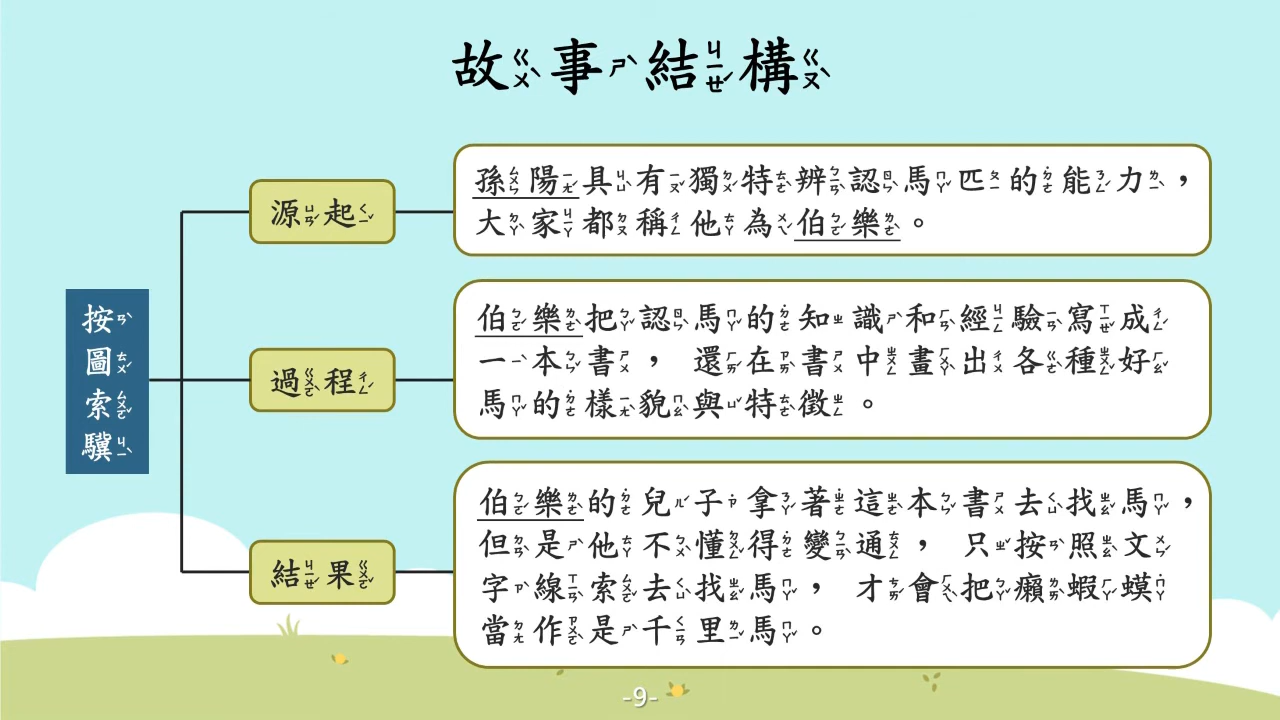 故事結構
源起
孫陽具有獨特辨認馬匹的能力，
大家都稱他為伯樂。
按圖索驥
過程
伯樂把認馬的知識和經驗寫成
一本書，還在書中畫出各種好
馬的樣貌與特徵。
結果
伯樂的兒子拿著這本書去找馬，
但是他不懂得變通，只按照文
字線索去找馬，才會把癩蝦蟆
當作是千里馬。
-9-